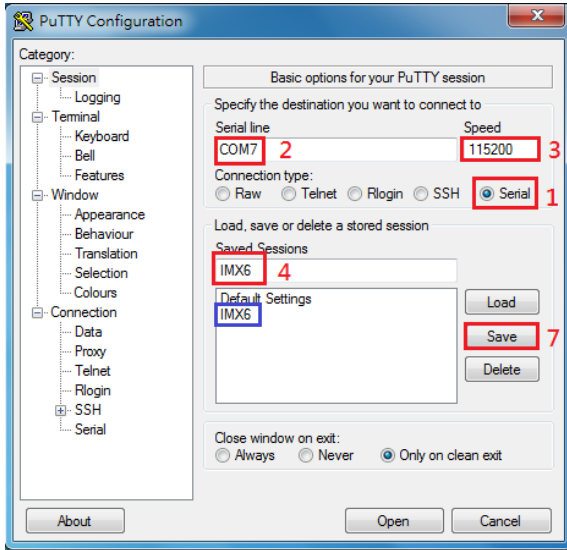 PuTTY Configuration
Category:
Session
Logging
Terminal
Keyboard
Bell
Features
Window
Appearance
Behaviour
Translation
Selection
Colours
Connection
Data
Proxy
Telnet
Rlogin
SSH
Serial
Basic options for your PuTTY session
Specify the destination you want to connect to
Serial line Speed
COM7 2 115200 3
Connection type:
Raw Telnet Rlogin SSH Serial 1
Load, save or delete a stored session
Saved Sessions
IMX6 4
Default Settings Load
IMX6
Save 7
Delete
Close window on exit:
Always Never Only on clean exit
About Open Cancel